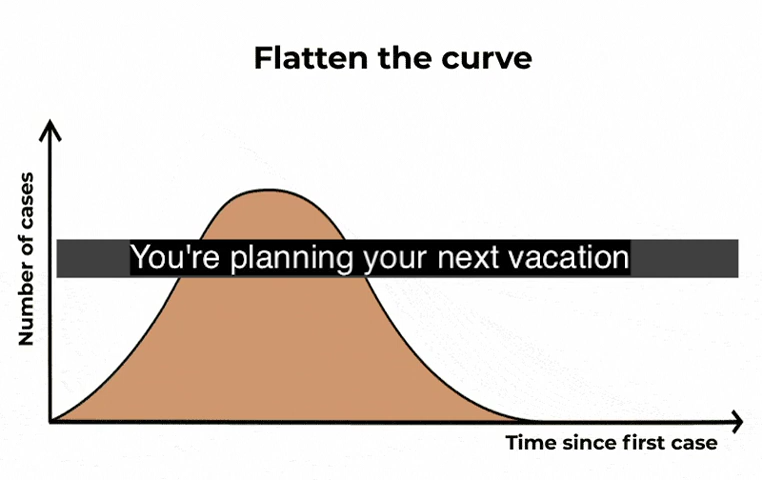 Flatten the curve
Number of cases
You're planning your next vacation
Time since first case